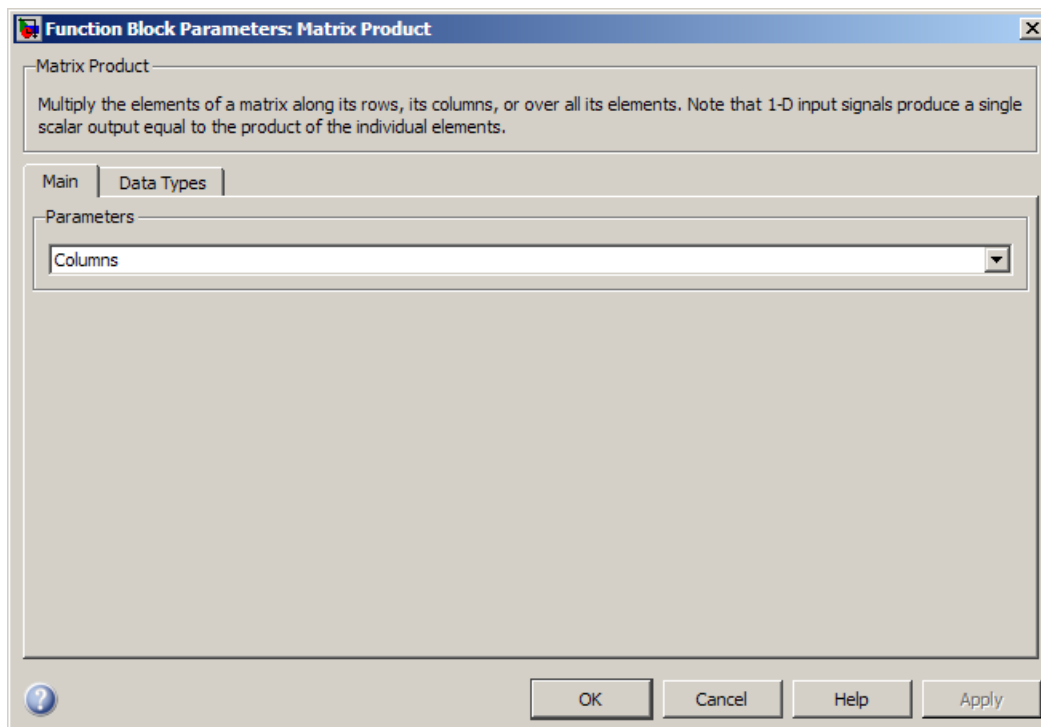 Function Block Parameters: Matrix Product
Matrix Product
Multiply the elements of a matrix along its rows, its columns, or over all its elements. Note that 1-D input signals produce a single
scalar output equal to the product of the individual elements.
Main Data Types
Parameters
Columns
? OK Cancel Help Apply